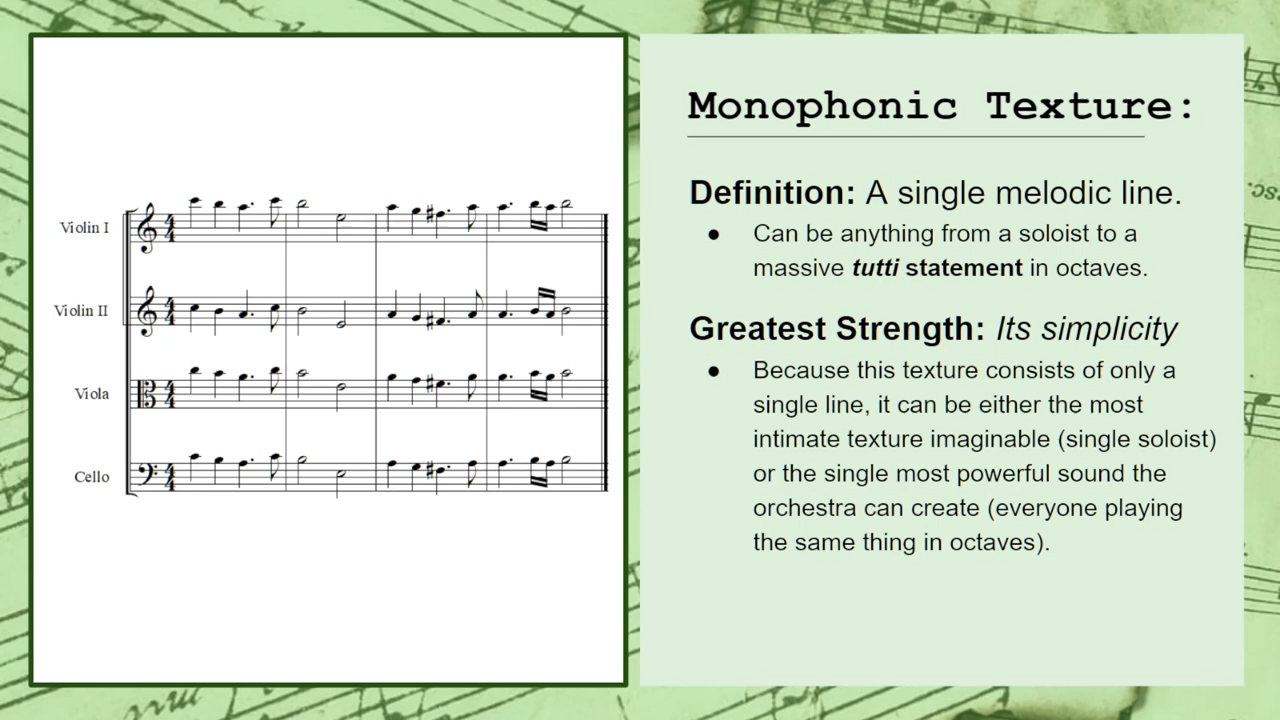 Monophonic Texture:
Definition: A single melodic line.
● Can be anything from a soloist to a
massive tutti statement in octaves.
Greatest Strength: Its simplicity
● Because this texture consists of only a
single line, it can be either the most
intimate texture imaginable (single soloist)
or the single most powerful sound the
orchestra can create (everyone playing
the same thing in octaves).
Violin I
Violin II
Viola
Cello